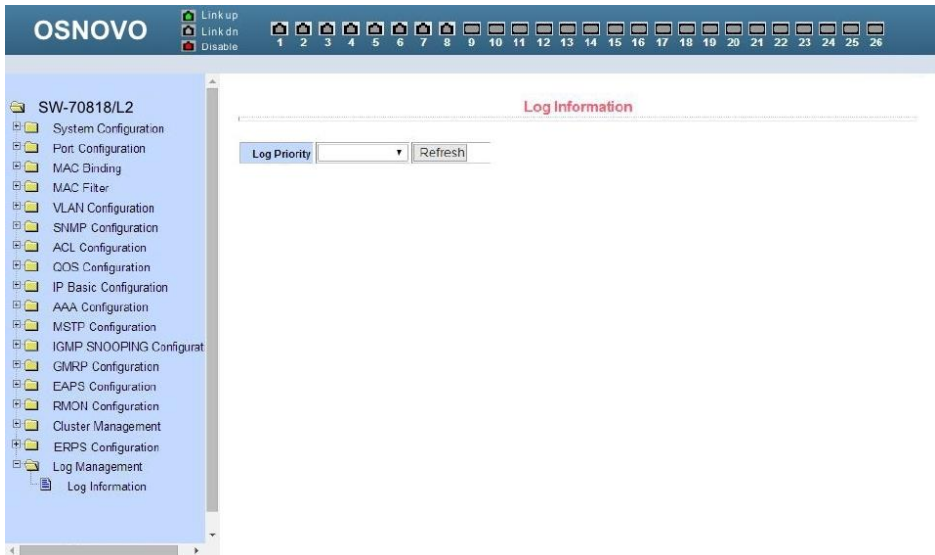 OSNOVO
Link up
Link dn
Disable
1 2 3 4 5 6 7 8 9 10 11 12 13 14 15 16 17 18 19 20 21 22 23 24 25 26
SW-70818/L2
System Configuration
Port Configuration
MAC Binding
MAC Filter
VLAN Configuration
SNMP Configuration
ACL Configuration
QOS Configuration
IP Basic Configuration
AAA Configuration
MSTP Configuration
IGMP SNOOPING Configurat
GMRP Configuration
EAPS Configuration
RMON Configuration
Cluster Management
ERPS Configuration
Log Management
Log Information
Log Information
Log Priority Refresh